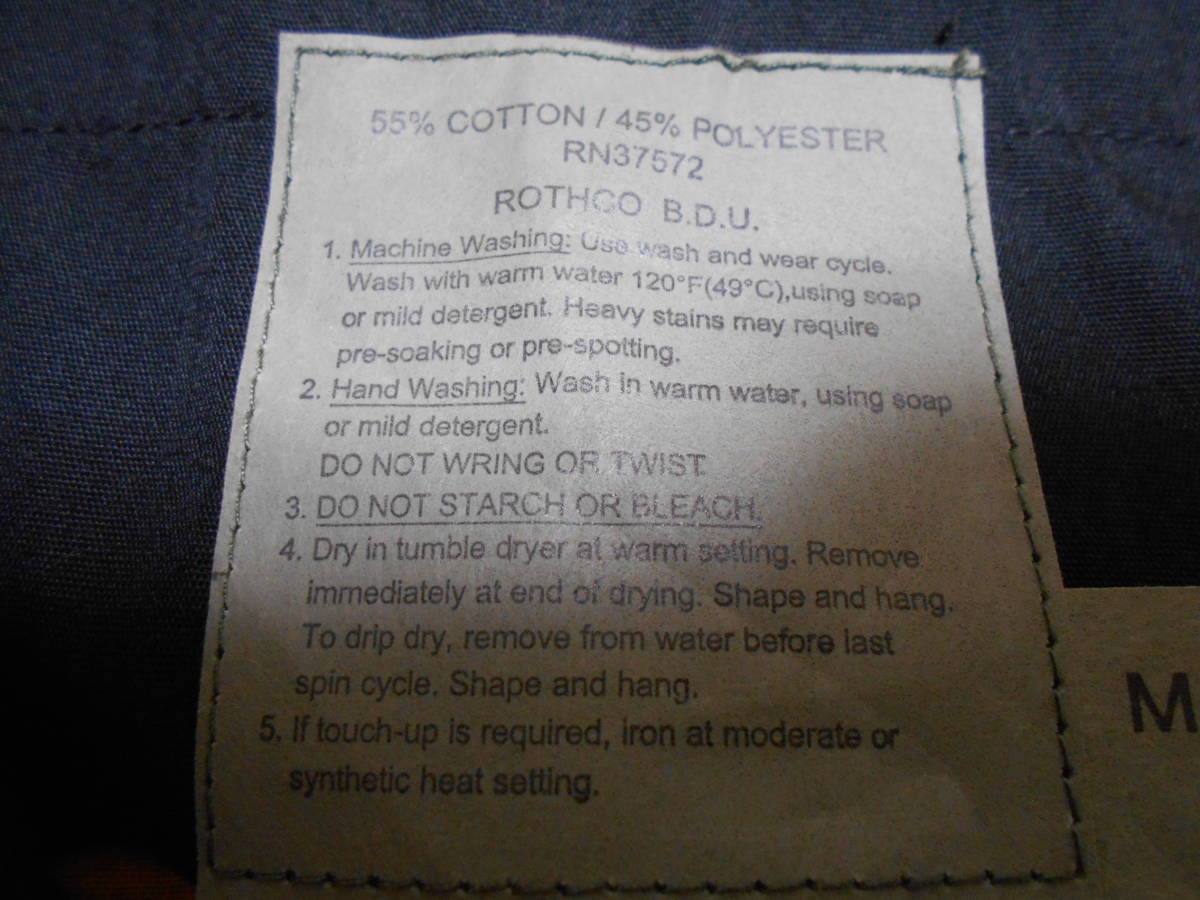 55% COTTON / 45% POLYESTER
RN37572
ROTHCO B.D.U.
1. Machine Washing: Use wash and wear cycle.
Wash with warm water 120°F(49°C),using soap
or mild detergent. Heavy stains may require
pre-soaking or pre-spotting.
2. Hand Washing: Wash in warm water, using soap
or mild detergent.
DO NOT WRING OR TWIST.
3. DO NOT STARCH OR BLEACH.
4. Dry in tumble dryer at warm setting. Remove
immediately at end of drying. Shape and hang.
To drip dry, remove from water before last
spin cycle. Shape and hang.
5. If touch-up is required, iron at moderate or
synthetic heat setting.
M